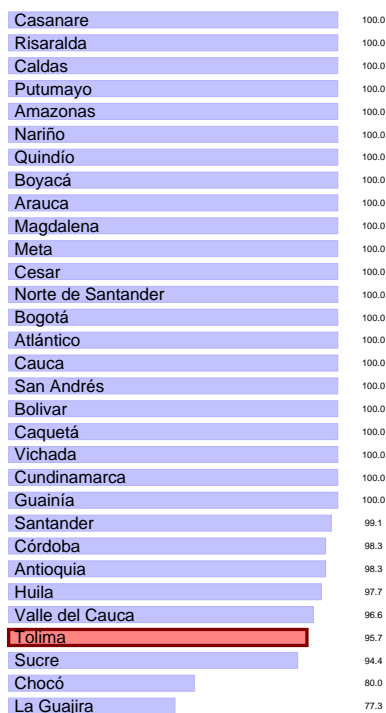 Casanare 100.0
Risaralda 100.0
Caldas 100.0
Putumayo 100.0
Amazonas 100.0
Nariño 100.0
Quindío 100.0
Boyacá 100.0
Arauca 100.0
Magdalena 100.0
Meta 100.0
Cesar 100.0
Norte de Santander 100.0
Bogotá 100.0
Atlántico 100.0
Cauca 100.0
San Andrés 100.0
Bolivar 100.0
Caquetá 100.0
Vichada 100.0
Cundinamarca 100.0
Guainía 100.0
Santander 99.1
Córdoba 98.3
Antioquia 98.3
Huila 97.7
Valle del Cauca 96.6
Tolima 95.7
Sucre 94.4
Chocó 80.0
La Guajira 77.3